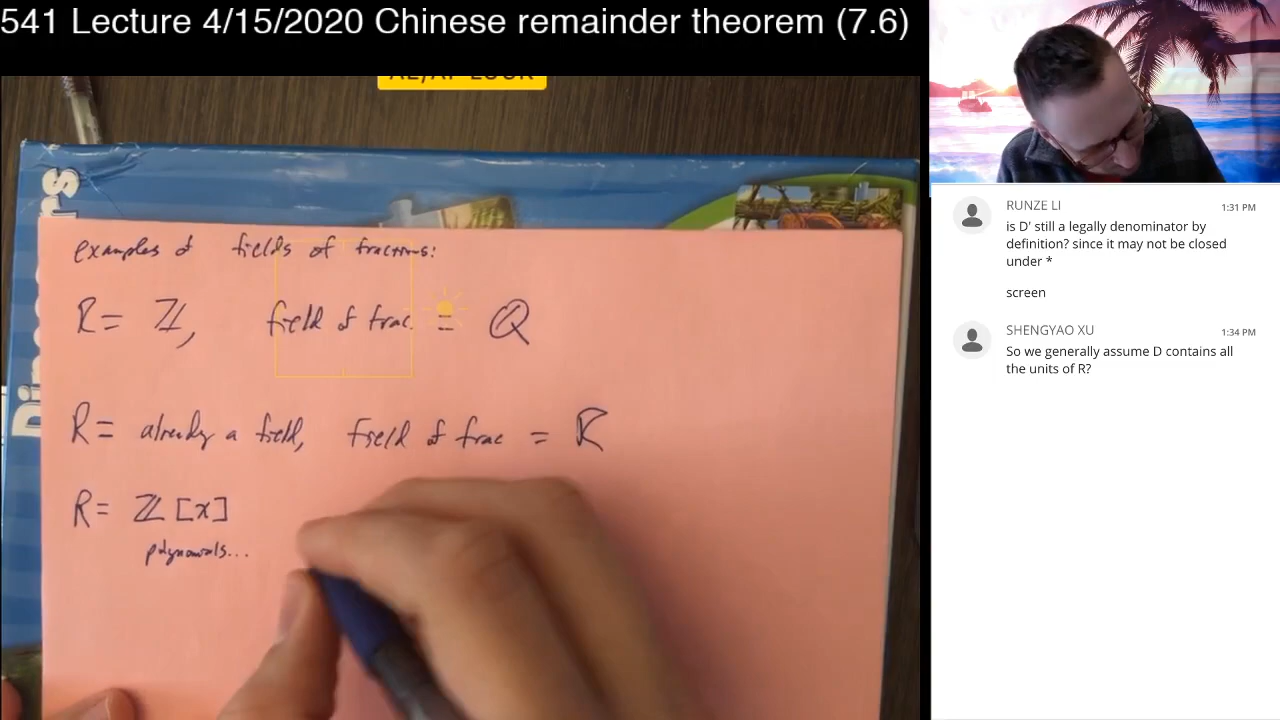 541 Lecture 4/15/2020 Chinese remainder theorem (7.6)
AE/AF LOCK
examples of fields of fractions:
R = ℤ, field of frac. = ℚ
R = already a field, Field of frac = R
R = ℤ[x]
polynomials...
RUNZE LI 1:31 PM
is D' still a legally denominator by
definition? since it may not be closed
under *
screen
SHENGYAO XU 1:34 PM
So we generally assume D contains all
the units of R?